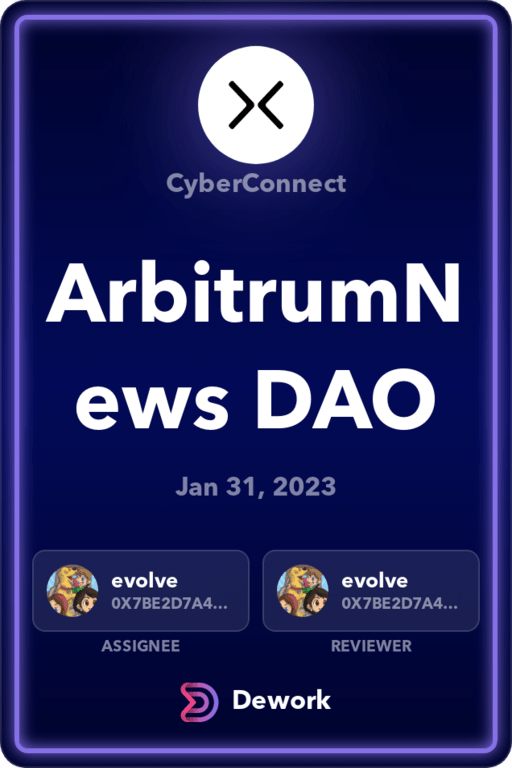 CyberConnect
ArbitrumN
ews DAO
Jan 31, 2023
evolve
0X7BE2D7A4...
ASSIGNEE
evolve
0X7BE2D7A4...
REVIEWER
Dework